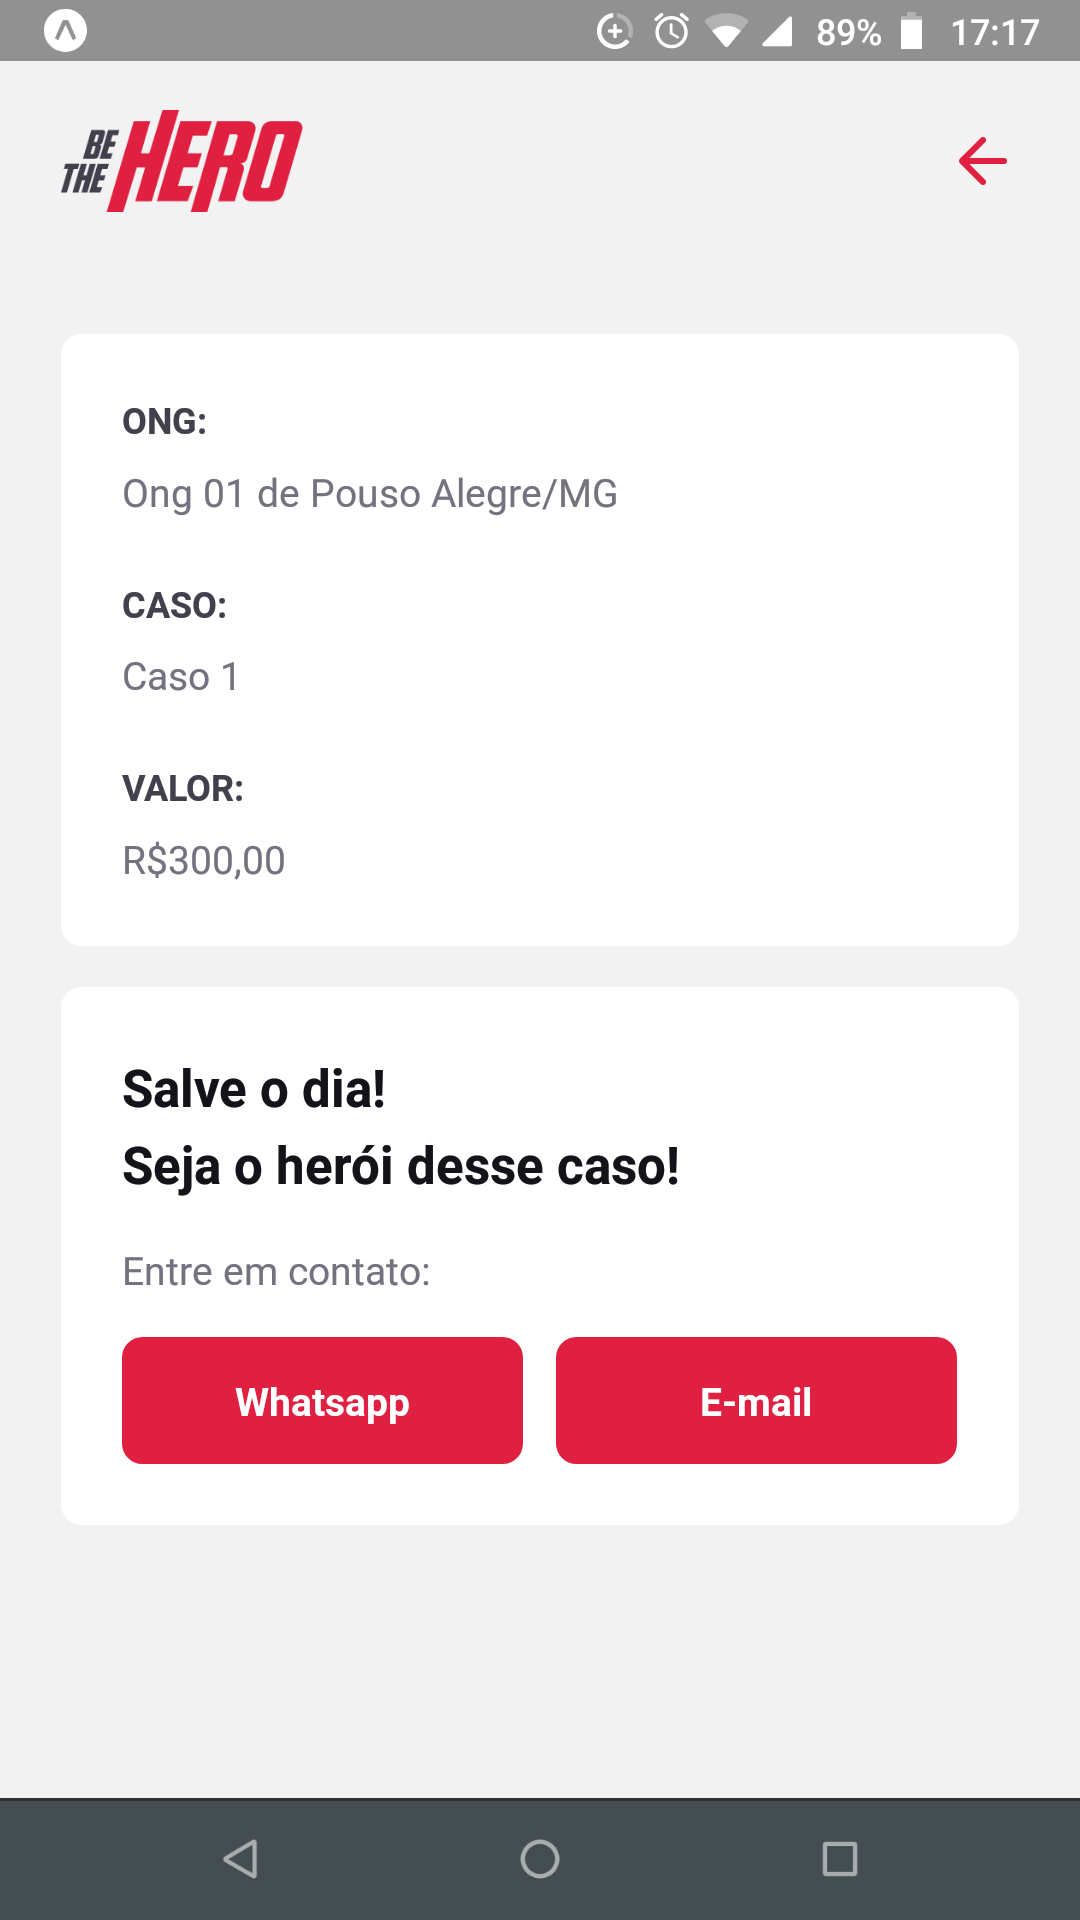 89% 17:17
BE
THE HERO
ONG:
Ong 01 de Pouso Alegre/MG
CASO:
Caso 1
VALOR:
R$300,00
Salve o dia!
Seja o herói desse caso!
Entre em contato:
Whatsapp E-mail